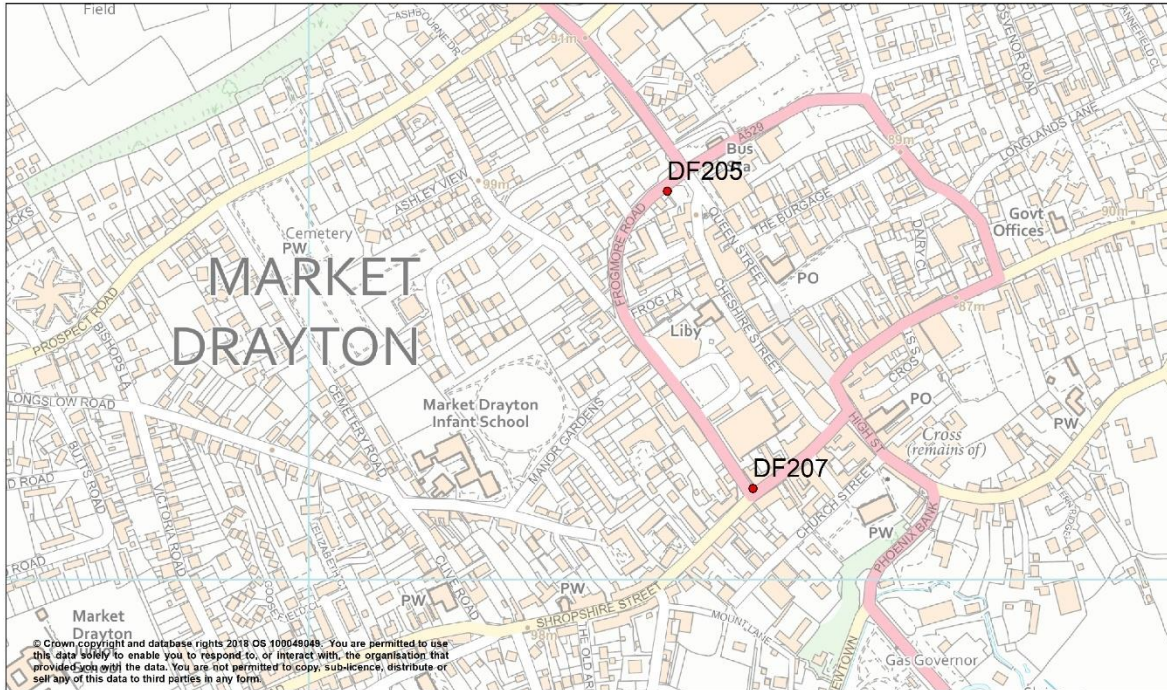 Field
ASHBOURNE DR
91m
LONGLANDS LANE
A529
89m
Bus
Sta
DF205
99m
ASHLEY VIEW
Cemetery
PW
MARKET
DRAYTON
FROGMORE ROAD
QUEEN STREET
THE BURGAGE
DAIRY CL
Govt
Offices
90m
PO
FROG LA
CHESHIRE STREET
Liby
87m
PROSPECT ROAD
BISHOPS LA
LONGSLOW ROAD
CEMETERY ROAD
Market Drayton
Infant School
MANOR GARDENS
PO
HIGH ST
Cross
(remains of)
PW
BUTTS ROAD
VICTORIA ROAD
DF207
CHURCH STREET
PW
PHOENIX BANK
CLIVE ROAD
PW
PW
SHROPSHIRE STREET
98m
MOUNT LANE
NEWTOWN
Gas Governor
Market
Drayton
© Crown copyright and database rights 2018 OS 100049049. You are permitted to use
this data solely to enable you to respond to, or interact with, the organisation that
provided you with the data. You are not permitted to copy, sub-licence, distribute or
sell any of this data to third parties in any form.